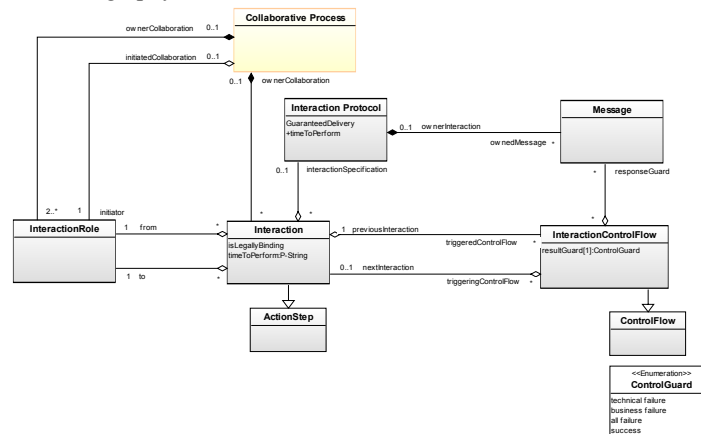 Collaborative Process
ownerCollaboration 0..1
initiatedCollaboration 0..1
0..1 ownerCollaboration
Interaction Protocol
GuaranteedDelivery
+timeToPerform
Message
0..1 ownerInteraction
ownedMessage *
0..1 interactionSpecification
* responseGuard
2..* 1 initiator
* *
*
InteractionRole
1 from *
1 to *
Interaction
isLegallyBinding
timeToPerform:P-String
1 previousInteraction
triggeredControlFlow *
0..1 nextInteraction
triggeringControlFlow *
InteractionControlFlow
resultGuard[1]:ControlGuard
ActionStep
ControlFlow
<<Enumeration>>
ControlGuard
technical failure
business failure
all failure
success